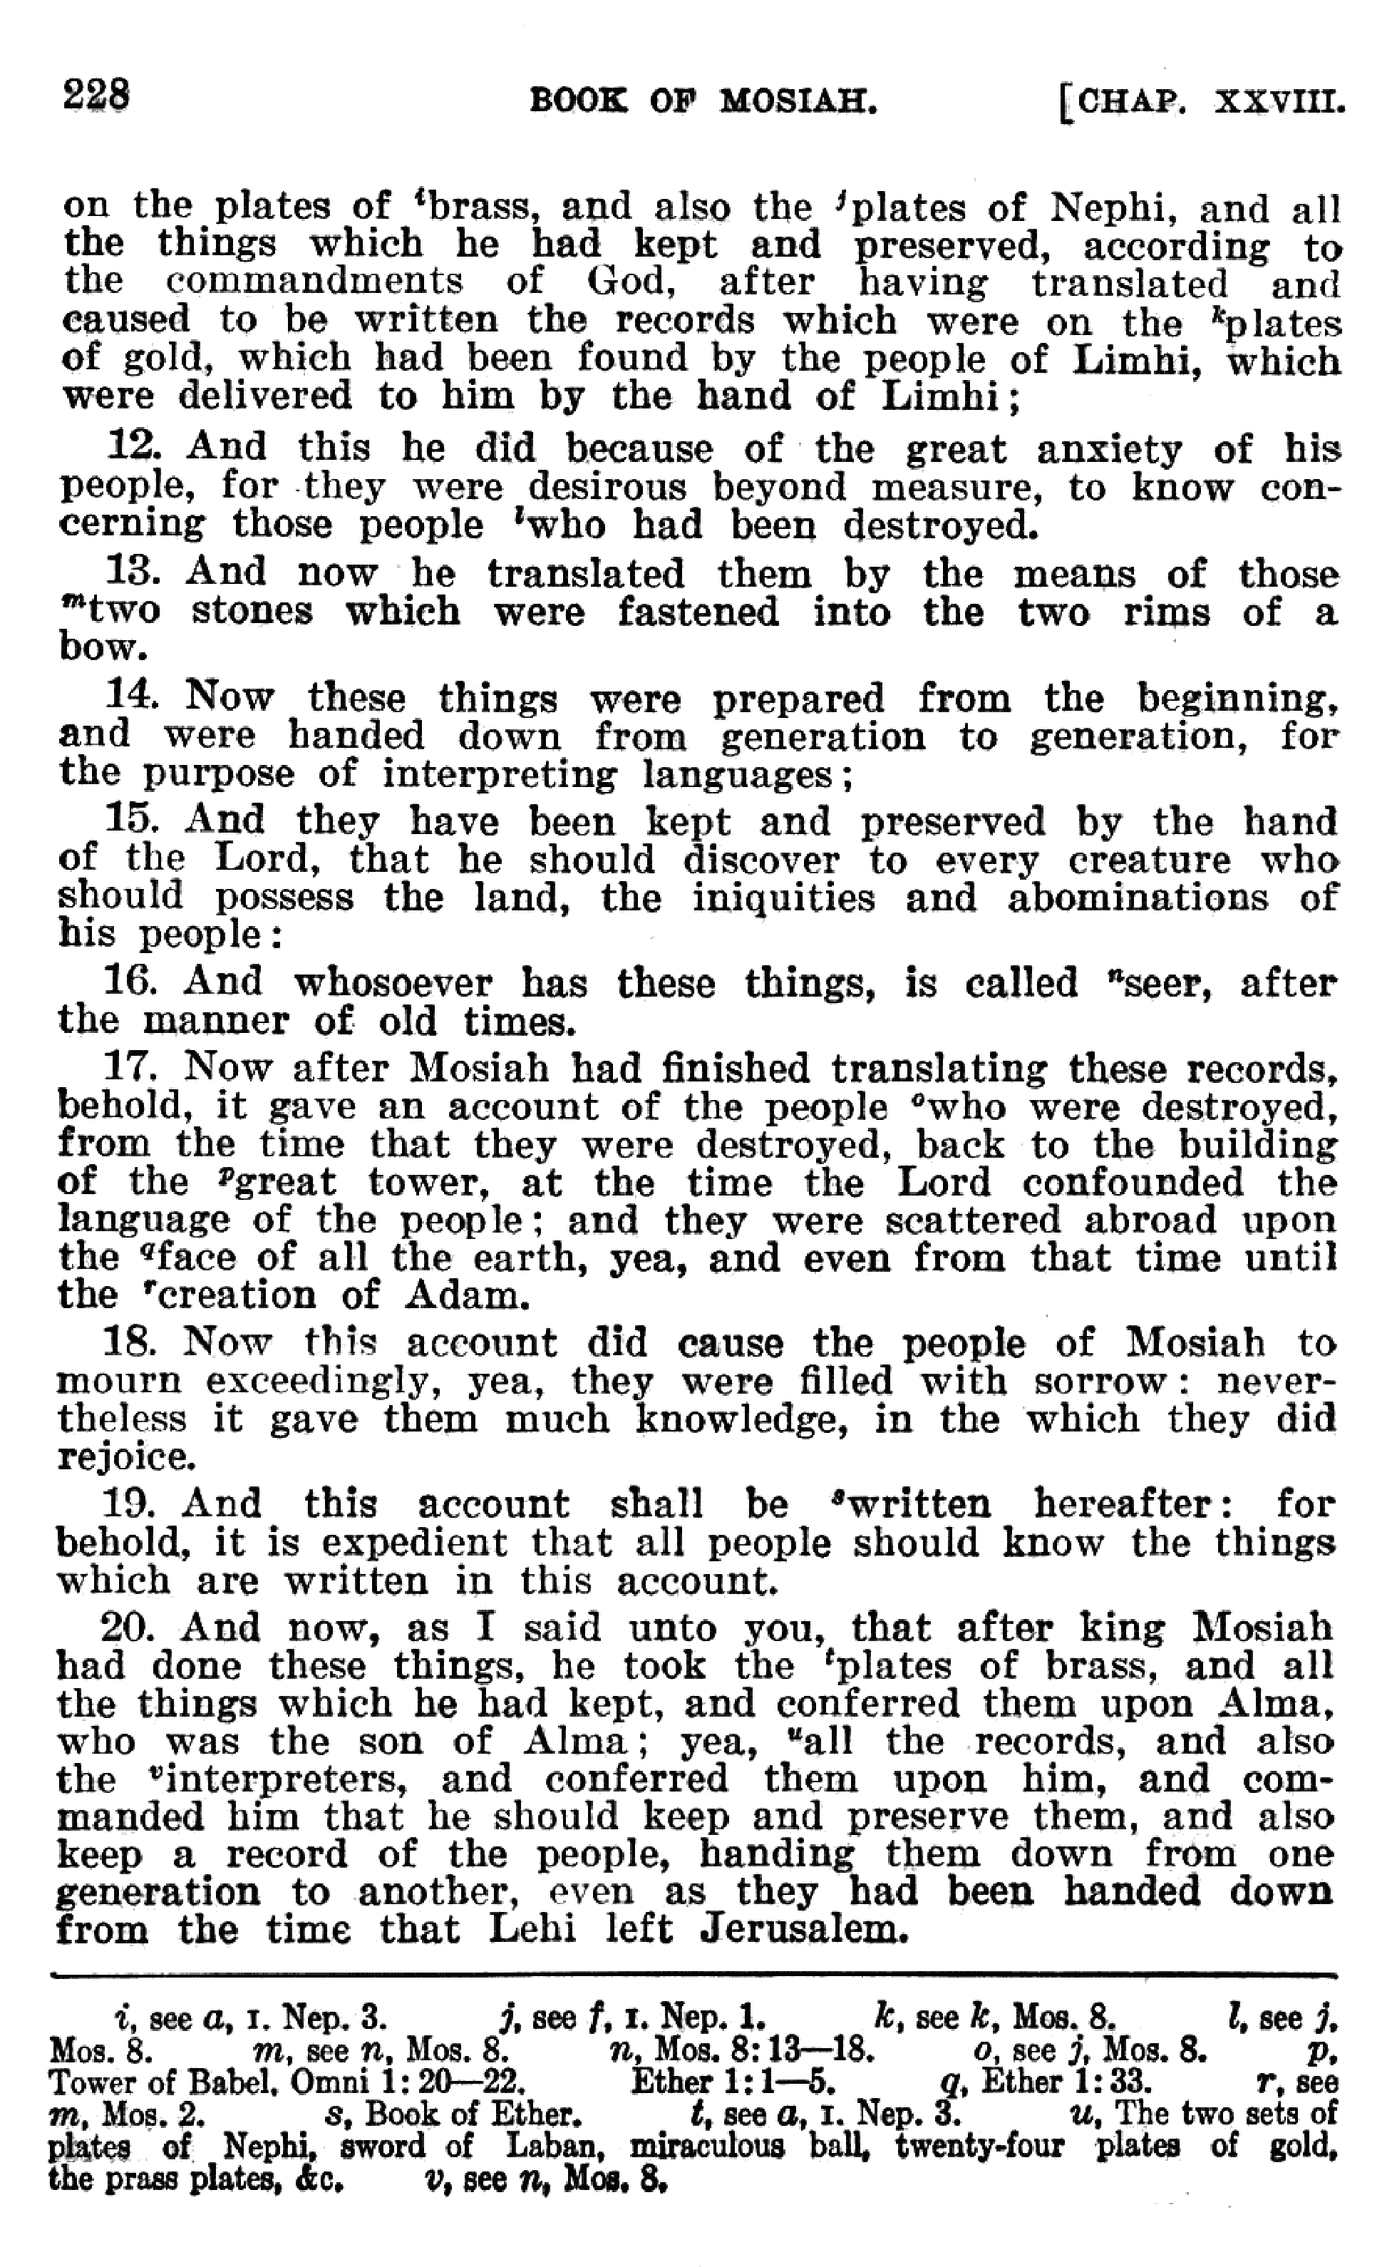 228 BOOK OF MOSIAH. [CHAP. XXVIII.
on the plates of ⁱbrass, and also the ʲplates of Nephi, and all
the things which he had kept and preserved, according to
the commandments of God, after having translated and
caused to be written the records which were on the ᵏplates
of gold, which had been found by the people of Limhi, which
were delivered to him by the hand of Limhi;
12. And this he did because of the great anxiety of his
people, for they were desirous beyond measure, to know con-
cerning those people ˡwho had been destroyed.
13. And now he translated them by the means of those
ᵐtwo stones which were fastened into the two rims of a
bow.
14. Now these things were prepared from the beginning,
and were handed down from generation to generation, for
the purpose of interpreting languages;
15. And they have been kept and preserved by the hand
of the Lord, that he should discover to every creature who
should possess the land, the iniquities and abominations of
his people:
16. And whosoever has these things, is called ⁿseer, after
the manner of old times.
17. Now after Mosiah had finished translating these records,
behold, it gave an account of the people ᵒwho were destroyed,
from the time that they were destroyed, back to the building
of the ᵖgreat tower, at the time the Lord confounded the
language of the people; and they were scattered abroad upon
the 𐞥face of all the earth, yea, and even from that time until
the ʳcreation of Adam.
18. Now this account did cause the people of Mosiah to
mourn exceedingly, yea, they were filled with sorrow: never-
theless it gave them much knowledge, in the which they did
rejoice.
19. And this account shall be ˢwritten hereafter: for
behold, it is expedient that all people should know the things
which are written in this account.
20. And now, as I said unto you, that after king Mosiah
had done these things, he took the ᵗplates of brass, and all
the things which he had kept, and conferred them upon Alma,
who was the son of Alma; yea, ᵘall the records, and also
the ᵛinterpreters, and conferred them upon him, and com-
manded him that he should keep and preserve them, and also
keep a record of the people, handing them down from one
generation to another, even as they had been handed down
from the time that Lehi left Jerusalem.
i, see a, I. Nep. 3. j, see f, I. Nep. 1. k, see k, Mos. 8. l, see j,
Mos. 8. m, see n, Mos. 8. n, Mos. 8:13—18. o, see j, Mos. 8. p,
Tower of Babel, Omni 1:20—22. Ether 1:1—5. q, Ether 1:33. r, see
m, Mos. 2. s, Book of Ether. t, see a, I. Nep. 3. u, The two sets of
plates of Nephi, sword of Laban, miraculous ball, twenty-four plates of gold,
the prass plates, &c. v, see n, Mos. 8.